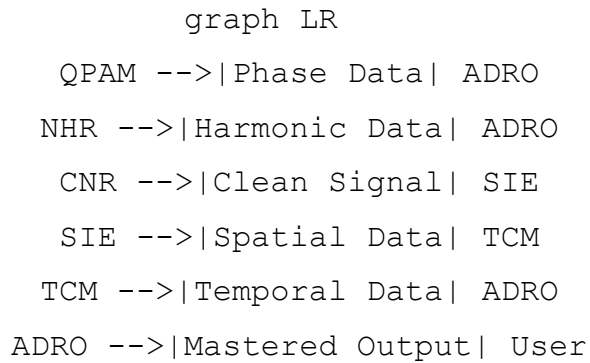 graph LR
QPAM -->|Phase Data| ADRO
NHR -->|Harmonic Data| ADRO
CNR -->|Clean Signal| SIE
SIE -->|Spatial Data| TCM
TCM -->|Temporal Data| ADRO
ADRO -->|Mastered Output| User